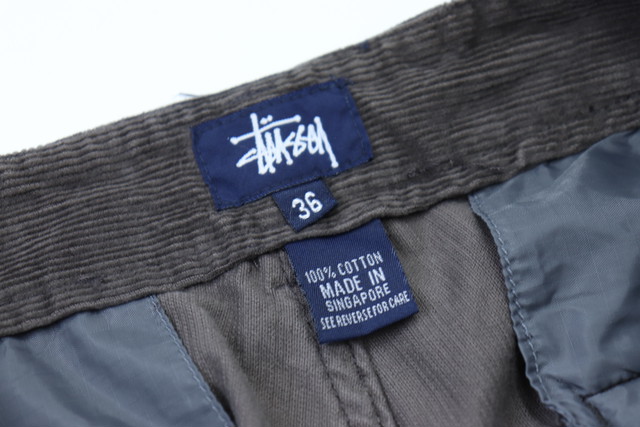 Stüssy
36
100% COTTON
MADE IN
SINGAPORE
SEE REVERSE FOR CARE